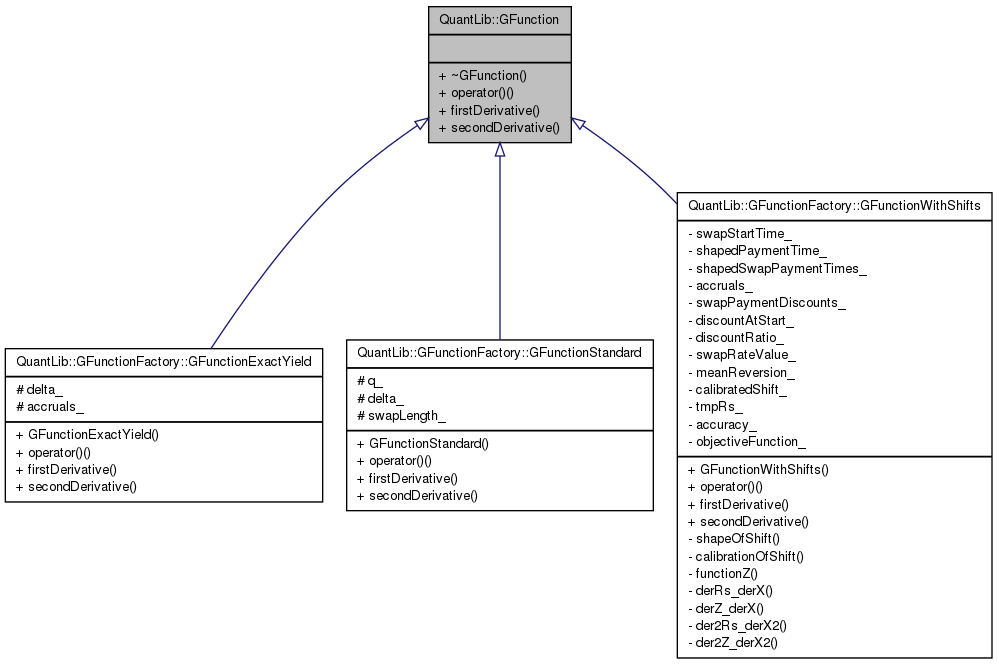 QuantLib::GFunction
+ ~GFunction()
+ operator()()
+ firstDerivative()
+ secondDerivative()
QuantLib::GFunctionFactory::GFunctionExactYield
# delta_
# accruals_
+ GFunctionExactYield()
+ operator()()
+ firstDerivative()
+ secondDerivative()
QuantLib::GFunctionFactory::GFunctionStandard
# q_
# delta_
# swapLength_
+ GFunctionStandard()
+ operator()()
+ firstDerivative()
+ secondDerivative()
QuantLib::GFunctionFactory::GFunctionWithShifts
- swapStartTime_
- shapedPaymentTime_
- shapedSwapPaymentTimes_
- accruals_
- swapPaymentDiscounts_
- discountAtStart_
- discountRatio_
- swapRateValue_
- meanReversion_
- calibratedShift_
- tmpRs_
- accuracy_
- objectiveFunction_
+ GFunctionWithShifts()
+ operator()()
+ firstDerivative()
+ secondDerivative()
- shapeOfShift()
- calibrationOfShift()
- functionZ()
- derRs_derX()
- derZ_derX()
- der2Rs_derX2()
- der2Z_derX2()